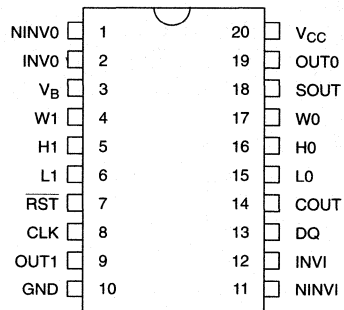 NINV0 1 20 VCC
INV0 2 19 OUT0
VB 3 18 SOUT
W1 4 17 W0
H1 5 16 H0
L1 6 15 L0
RST 7 14 COUT
CLK 8 13 DQ
OUT1 9 12 INVI
GND 10 11 NINVI